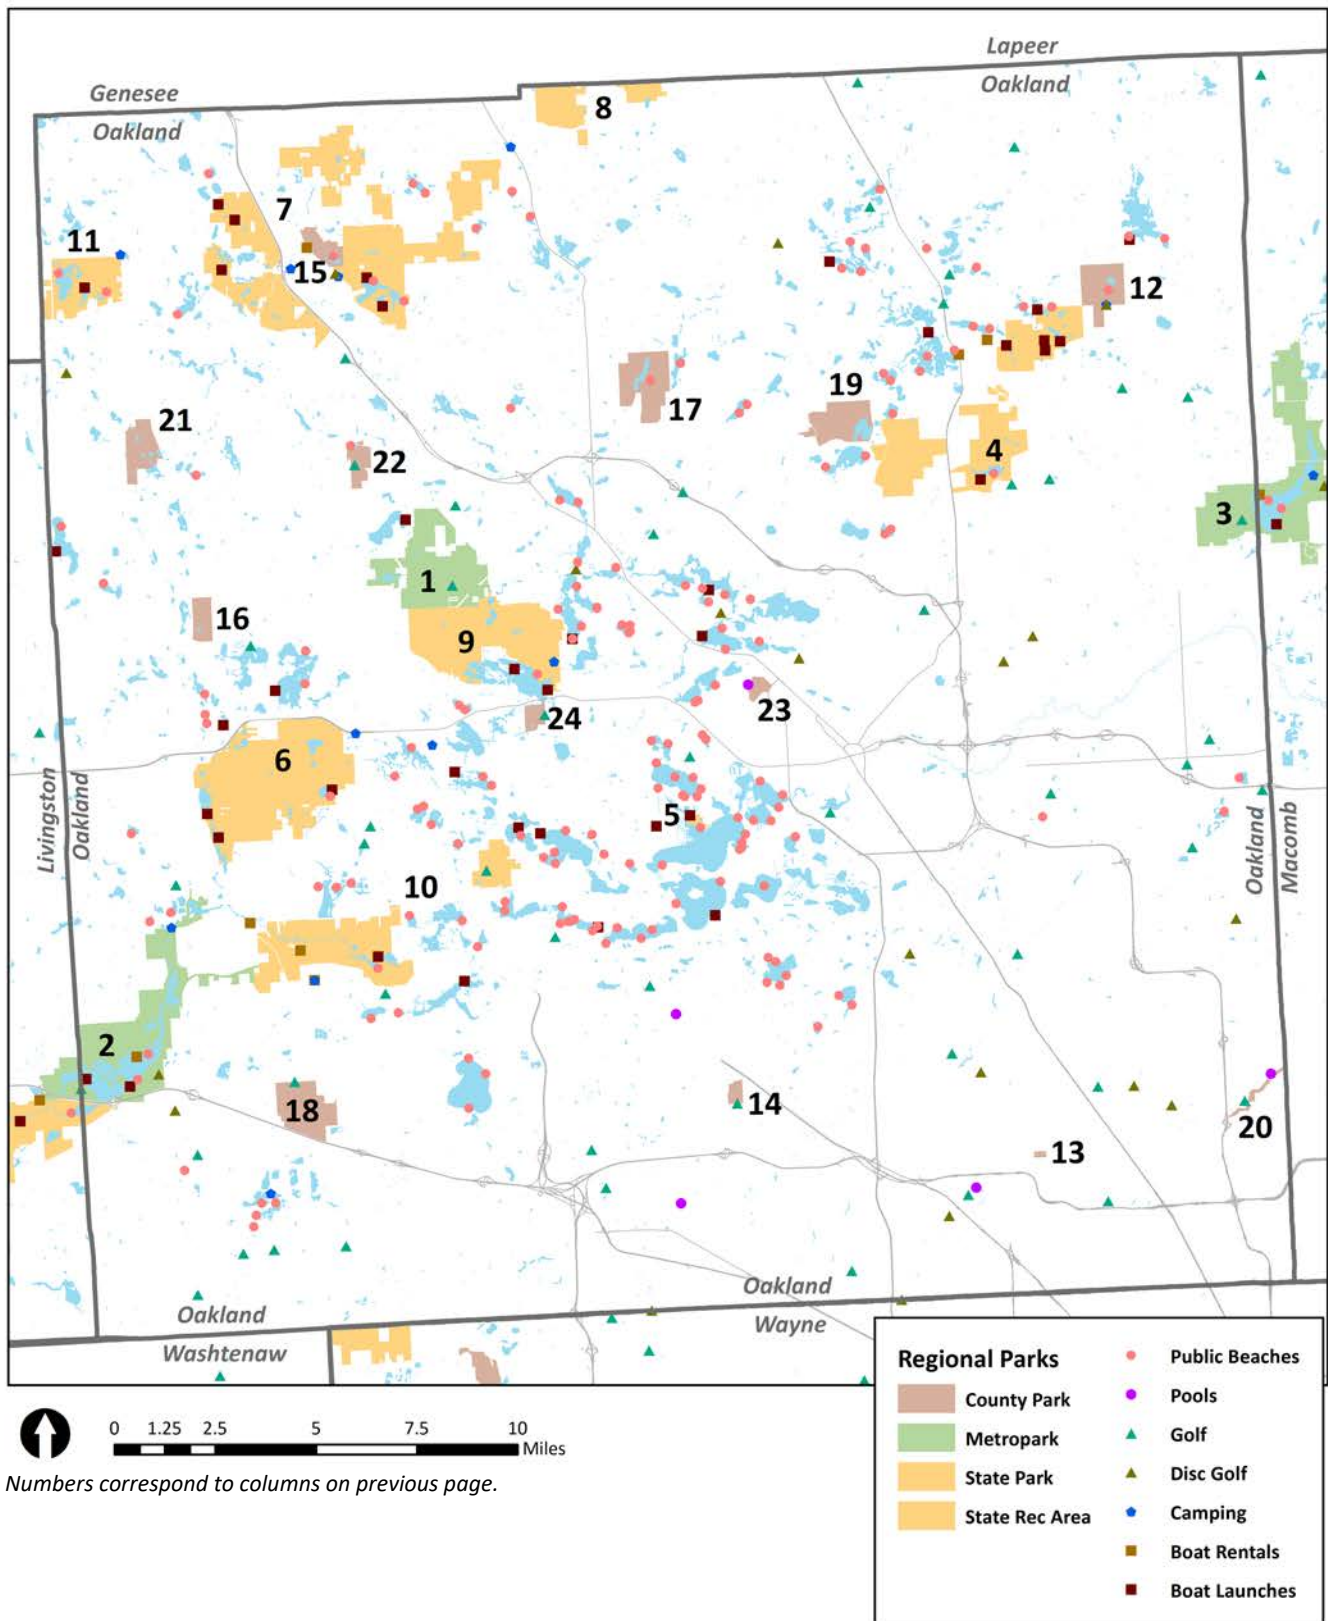 Lapeer
Oakland
Genesee
Oakland
8
7
11
15
12
17
19
21
22
4
3
1
16
9
23
24
6
5
Livingston
Oakland
Oakland
Macomb
10
2
18
14
20
13
Oakland
Wayne
Oakland
Washtenaw
Regional Parks
County Park
Metropark
State Park
State Rec Area
Public Beaches
Pools
Golf
Disc Golf
Camping
Boat Rentals
Boat Launches
0 1.25 2.5 5 7.5 10
Miles
Numbers correspond to columns on previous page.